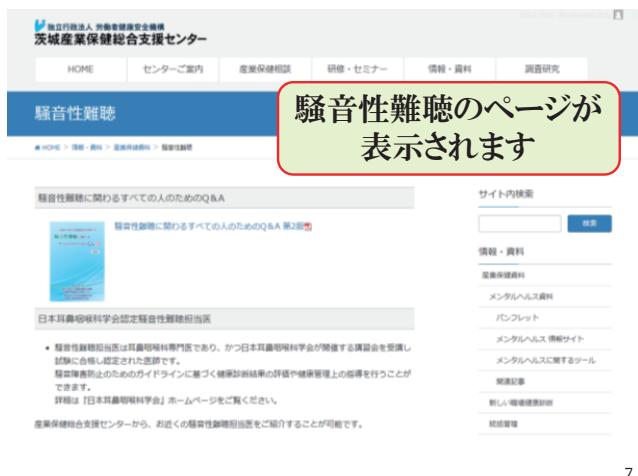 独立行政法人 労働者健康安全機構
茨城産業保健総合支援センター
HOME センターご案内 産業保健相談 研修・セミナー 情報・資料 調査研究
騒音性難聴
騒音性難聴のページが
表示されます
HOME > 情報・資料 > 産業保健資料 > 騒音性難聴
騒音性難聴に関わるすべての人のためのQ&A
騒音性難聴に関わるすべての人のためのQ&A 第2版
日本耳鼻咽喉科学会認定騒音性難聴担当医
• 騒音性難聴担当医は耳鼻咽喉科専門医であり、かつ日本耳鼻咽喉科学会が開催する講習会を受講し
試験に合格し認定された医師です。
騒音障害防止のためのガイドラインに基づく健康診断結果の評価や健康管理上の指導を行うことが
できます。
詳細は「日本耳鼻咽喉科学会」ホームページをご覧ください。
産業保健総合支援センターから、お近くの騒音性難聴担当医をご紹介することが可能です。
サイト内検索
検索
情報・資料
産業保健資料
メンタルヘルス資料
パンフレット
メンタルヘルス 情報サイト
メンタルヘルスに関するツール
関連記事
新しい職場健康診断
就労管理
7